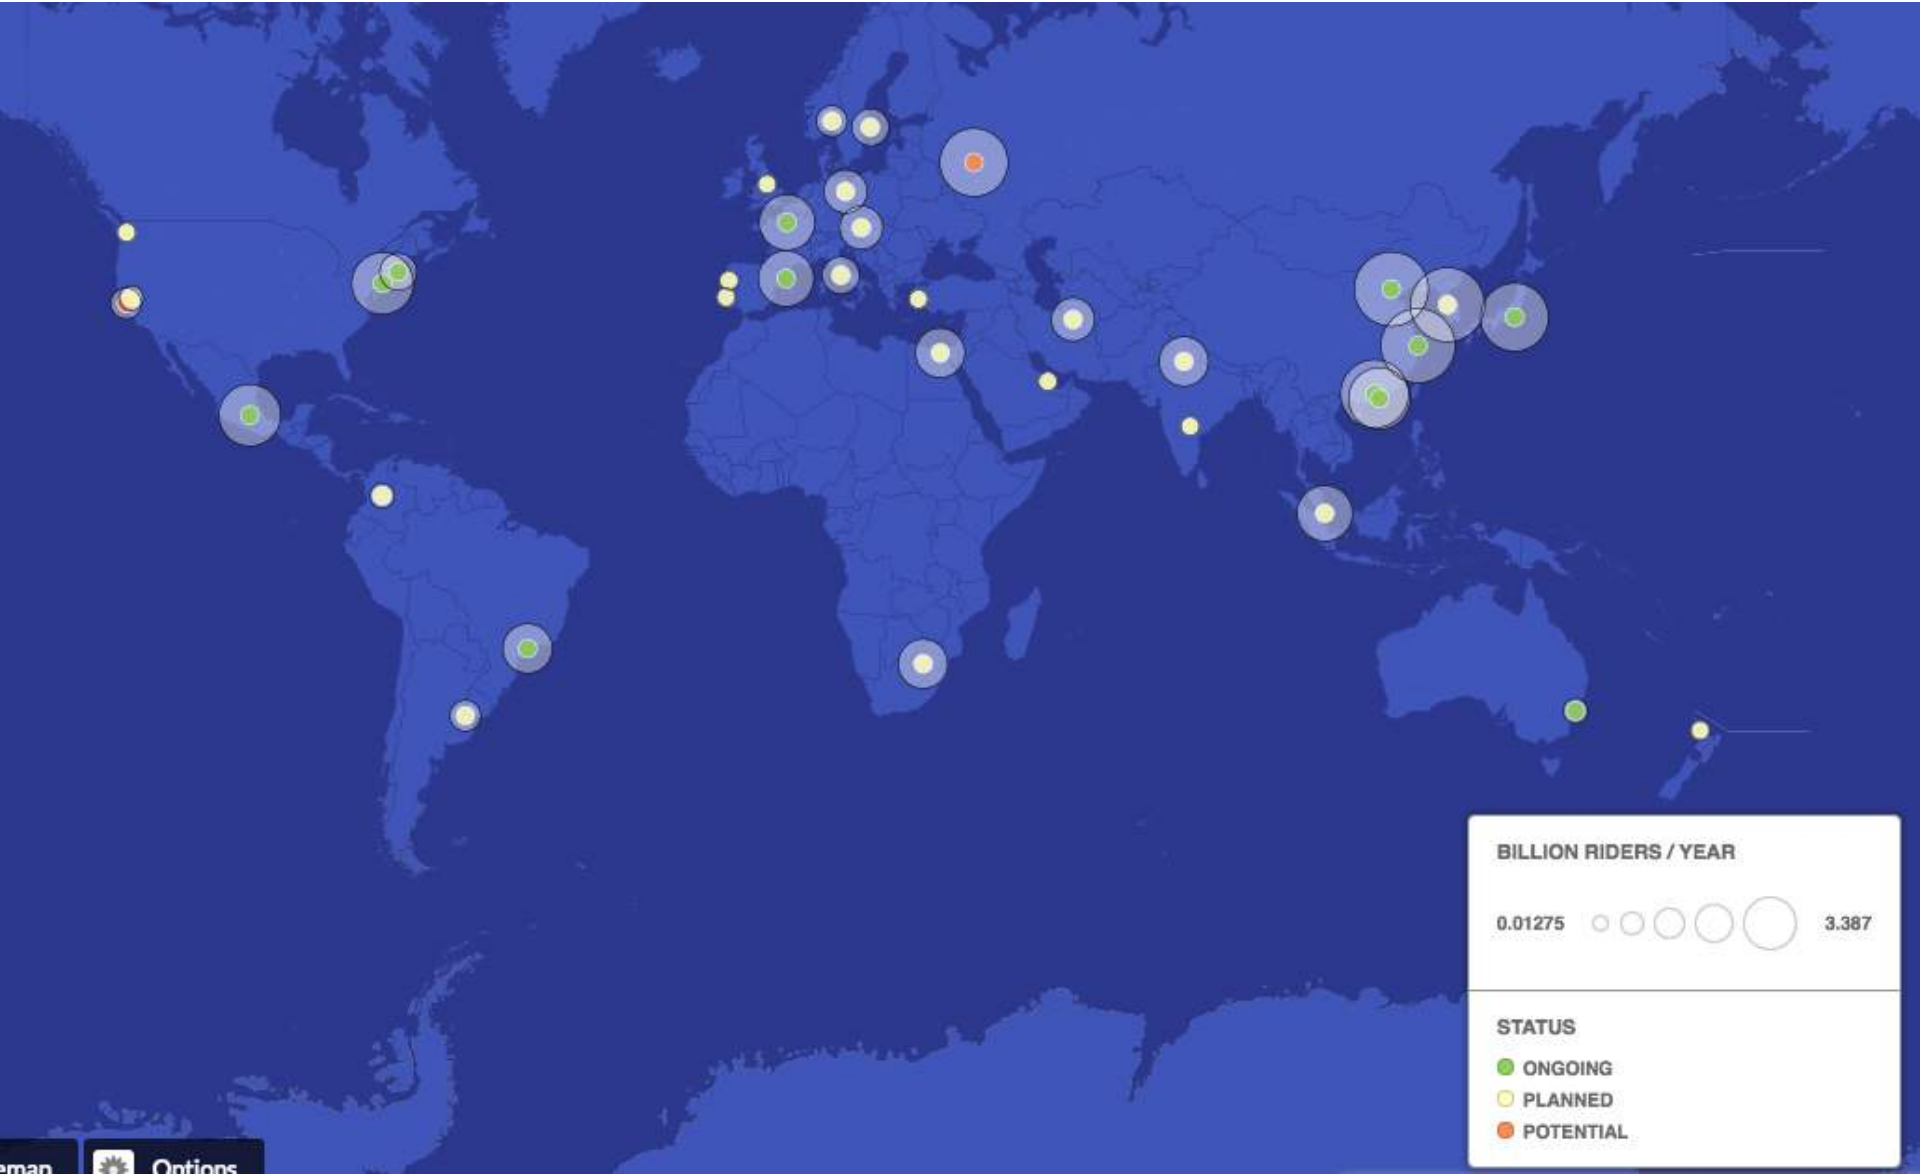 BILLION RIDERS / YEAR
0.01275
3.387
STATUS
ONGOING
PLANNED
POTENTIAL
Options